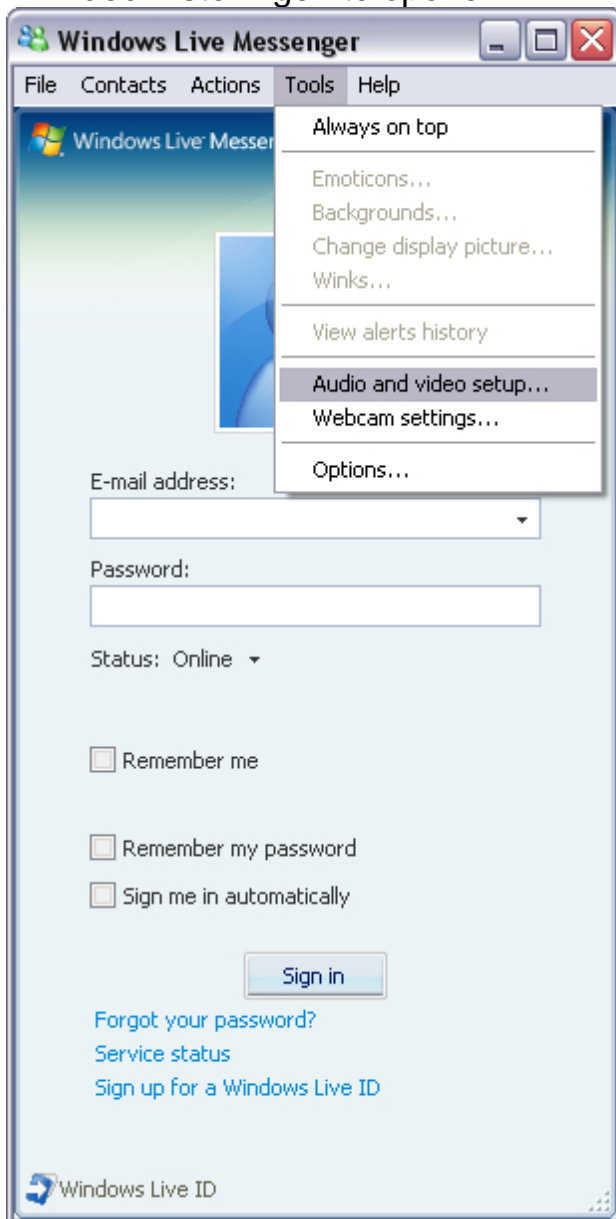 Windows Live Messenger
File Contacts Actions Tools Help
Windows Live Messen
Always on top
Emoticons...
Backgrounds...
Change display picture...
Winks...
View alerts history
Audio and video setup...
Webcam settings...
Options...
E-mail address:
Password:
Status: Online
Remember me
Remember my password
Sign me in automatically
Sign in
Forgot your password?
Service status
Sign up for a Windows Live ID
Windows Live ID